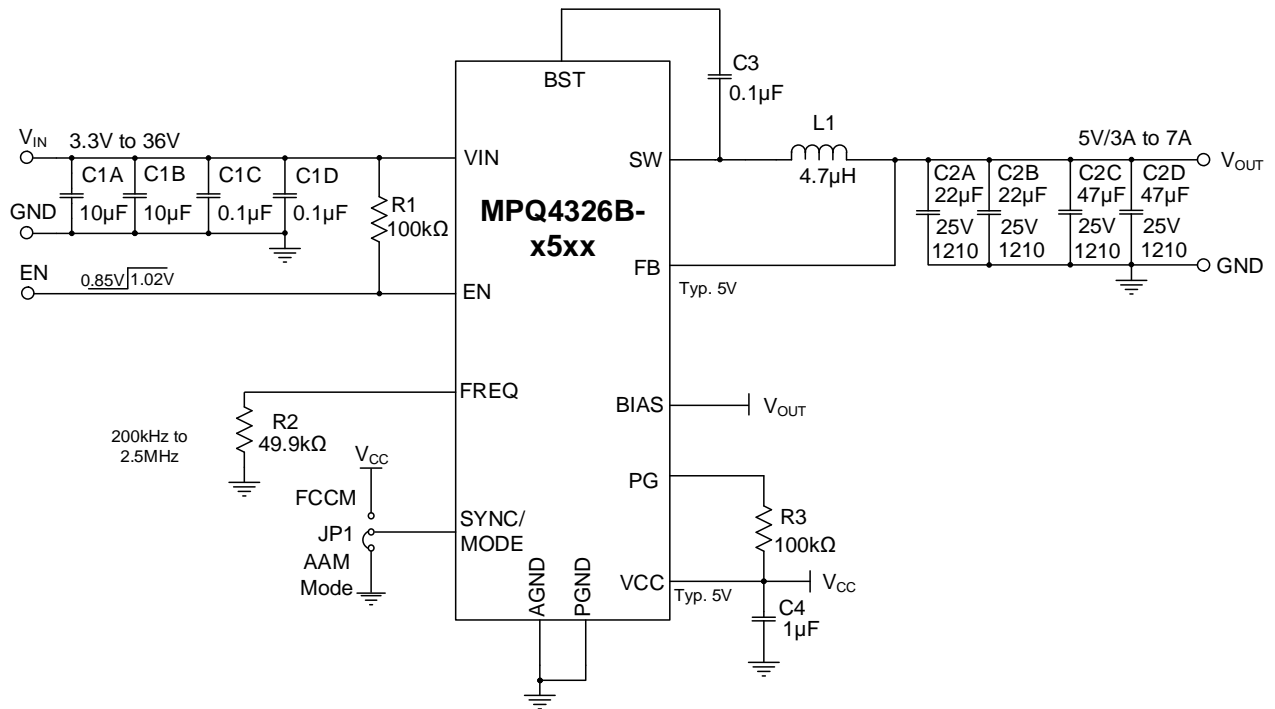 BST
C3
0.1µF
VIN 3.3V to 36V
VIN
C1A
10µF
C1B
10µF
C1C
0.1µF
C1D
0.1µF
GND
R1
100kΩ
EN
0.85V 1.02V
EN
MPQ4326B-
x5xx
SW
L1
4.7µH
5V/3A to 7A
VOUT
C2A
22µF
25V
1210
C2B
22µF
25V
1210
C2C
47µF
25V
1210
C2D
47µF
25V
1210
GND
FB
Typ. 5V
FREQ
R2
49.9kΩ
200kHz to
2.5MHz
BIAS
VOUT
VCC
FCCM
JP1
AAM
Mode
SYNC/
MODE
PG
R3
100kΩ
VCC
Typ. 5V
VCC
C4
1µF
AGND
PGND